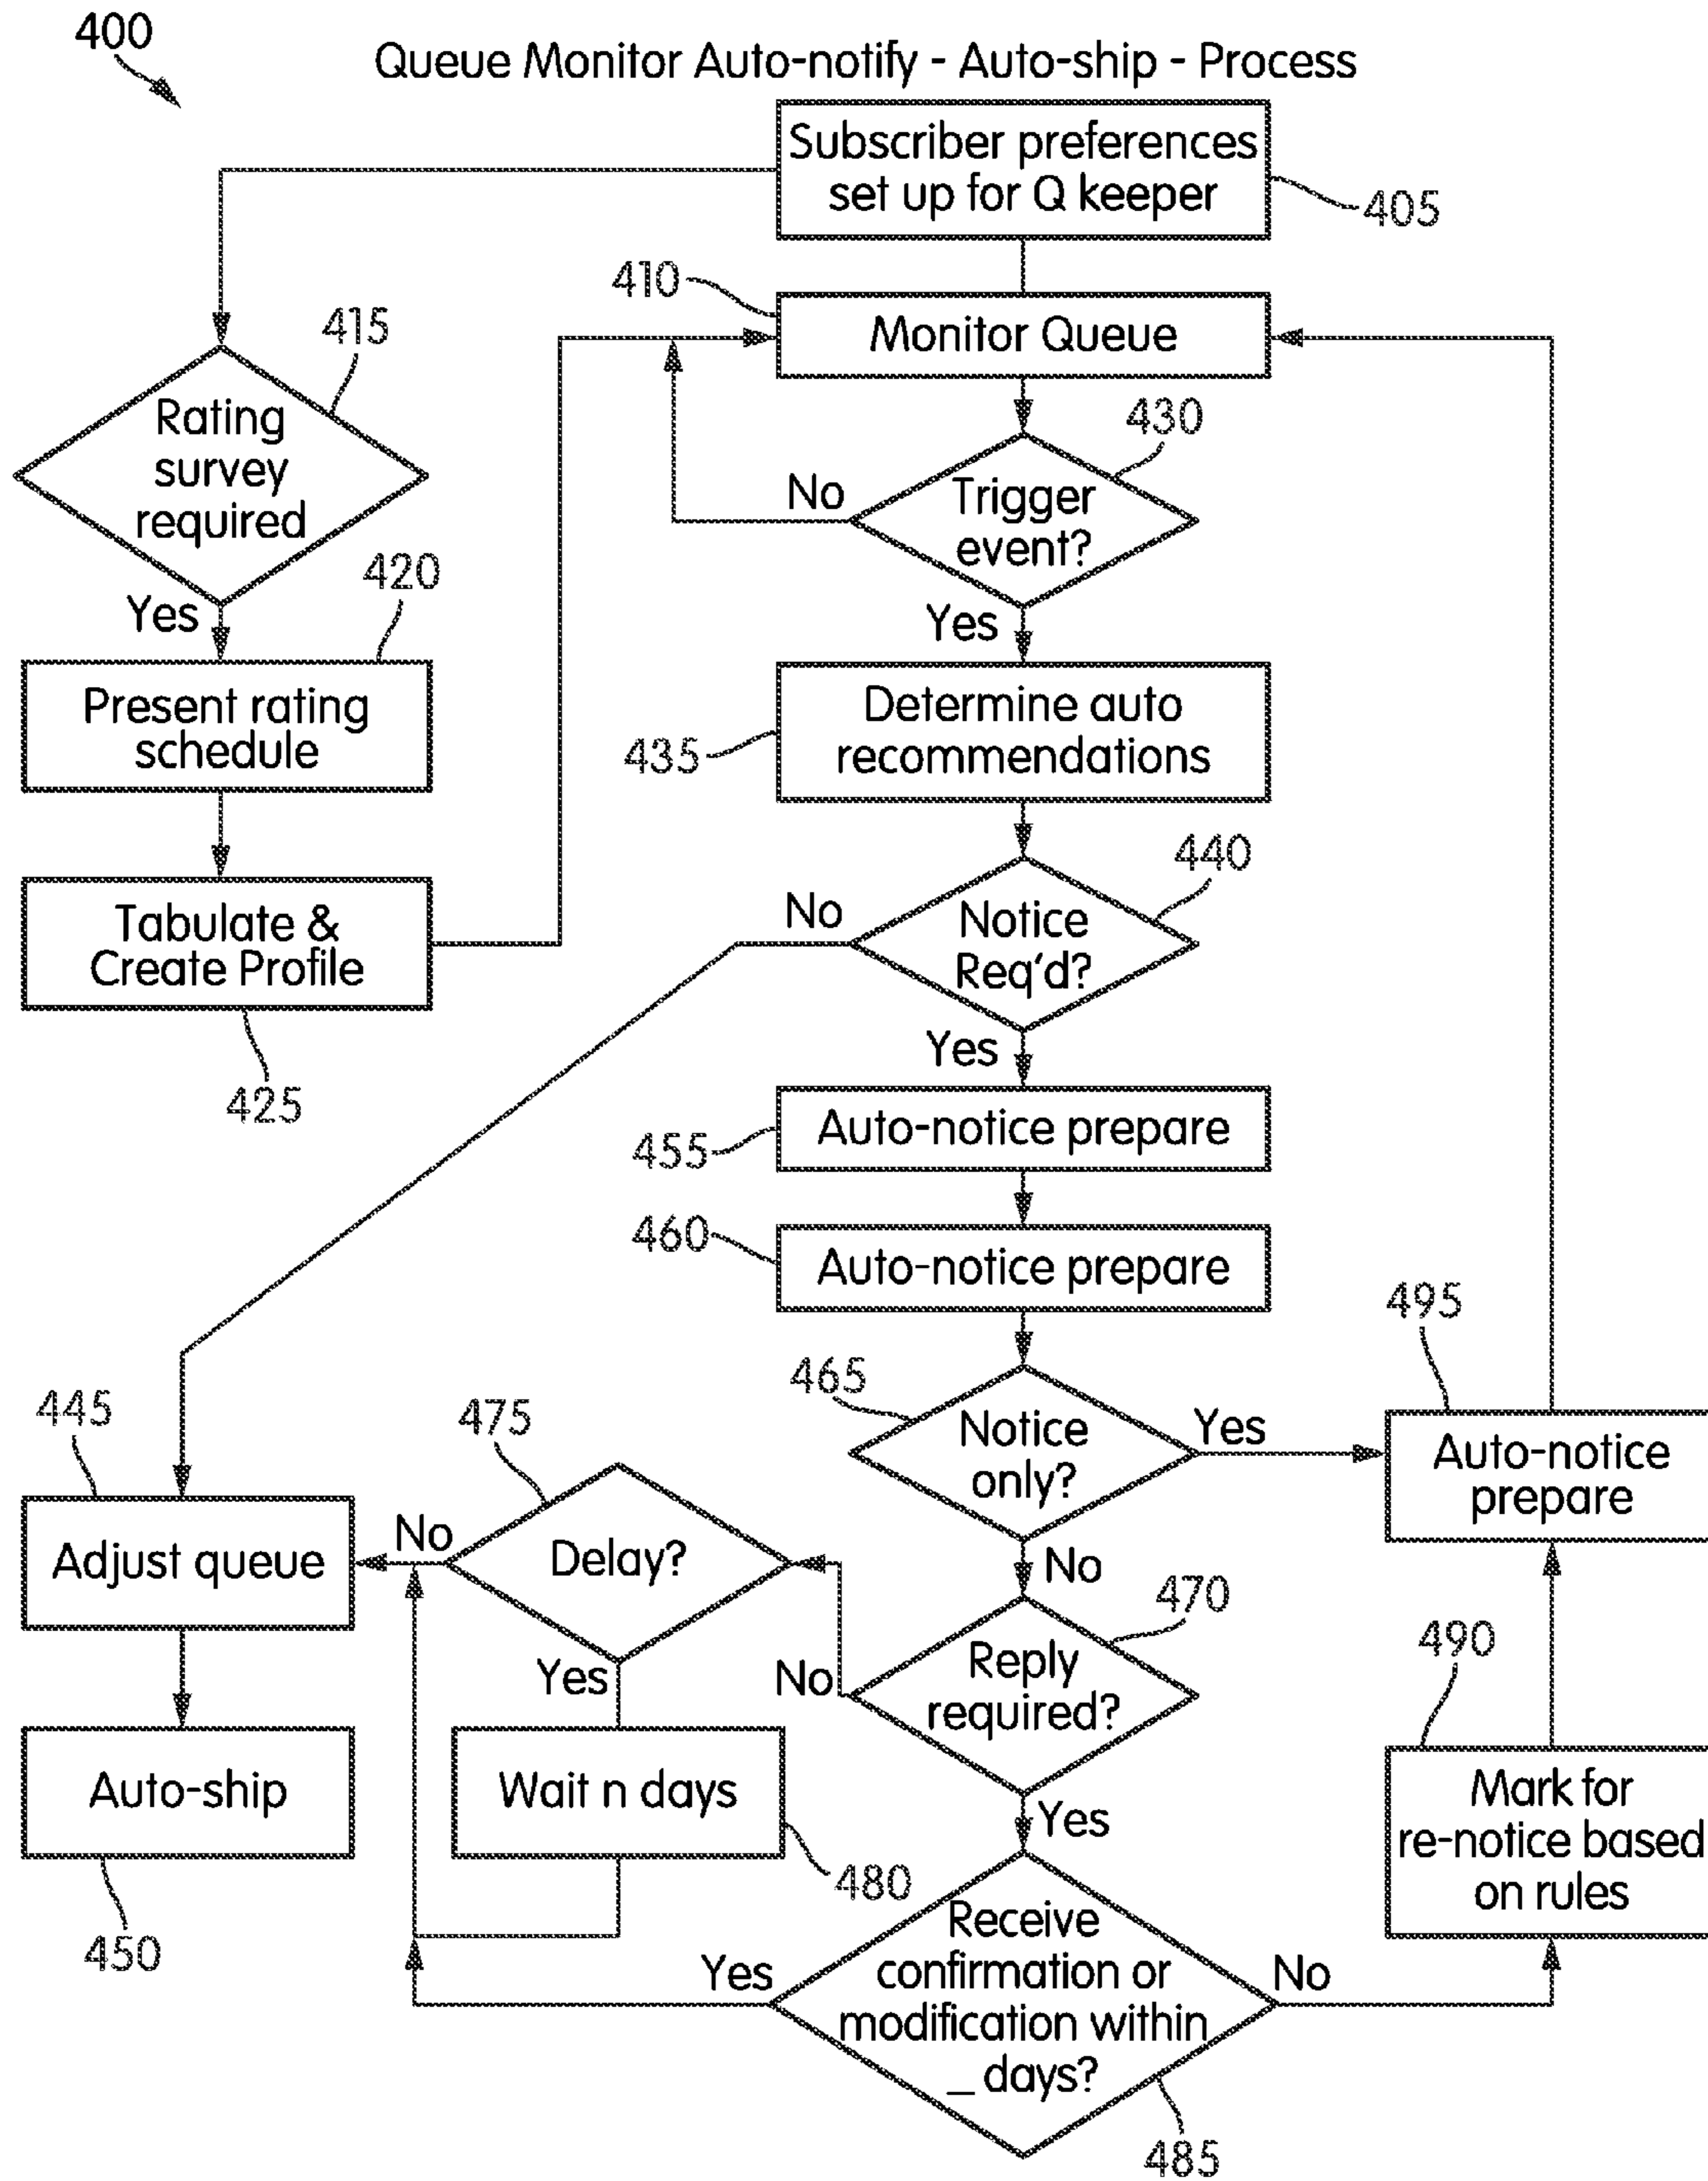 400
Queue Monitor Auto-notify - Auto-ship - Process
Subscriber preferences
set up for Q keeper
405
410
Monitor Queue
415
Rating
survey
required
430
No
Trigger
event?
420
Yes
Yes
Present rating
schedule
Determine auto
recommendations
435
440
Tabulate &
Create Profile
No
Notice
Req'd?
Yes
425
455
Auto-notice prepare
460
Auto-notice prepare
495
465
445
475
Notice
only?
Yes
Auto-notice
prepare
Adjust queue
No
Delay?
No
470
490
Yes
No
Reply
required?
Auto-ship
Wait n days
Mark for
re-notice based
on rules
Yes
480
450
Receive
confirmation or
modification within
_ days?
Yes
No
485